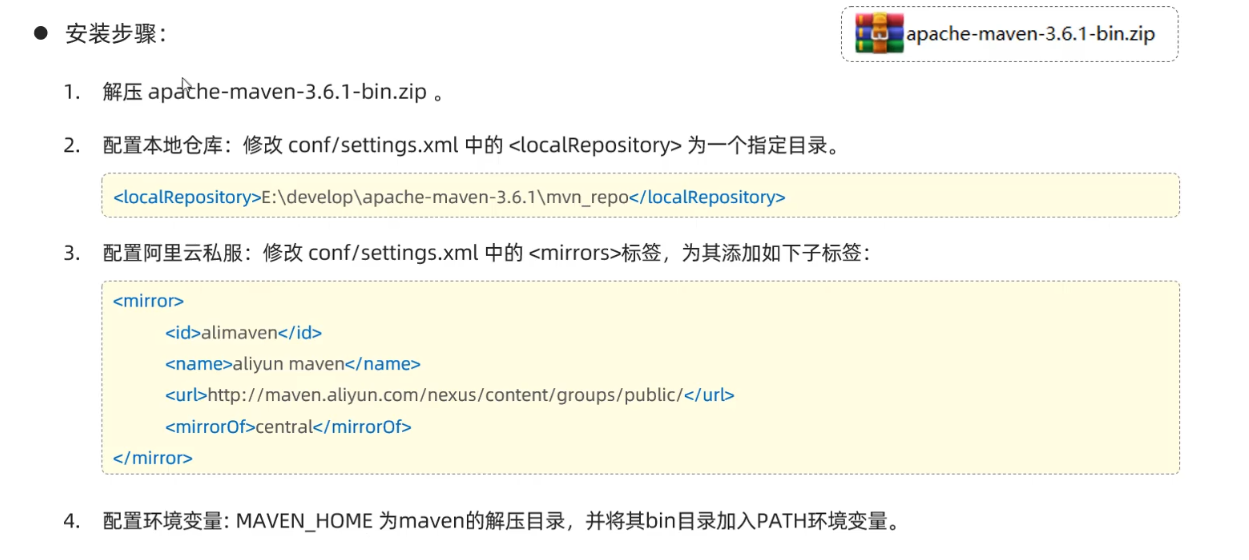 ● 安装步骤：
apache-maven-3.6.1-bin.zip
1. 解压 apache-maven-3.6.1-bin.zip 。
2. 配置本地仓库：修改 conf/settings.xml 中的 <localRepository> 为一个指定目录。
<localRepository>E:\develop\apache-maven-3.6.1\mvn_repo</localRepository>
3. 配置阿里云私服：修改 conf/settings.xml 中的 <mirrors>标签，为其添加如下子标签：
<mirror>
<id>alimaven</id>
<name>aliyun maven</name>
<url>http://maven.aliyun.com/nexus/content/groups/public/</url>
<mirrorOf>central</mirrorOf>
</mirror>
4. 配置环境变量: MAVEN_HOME 为maven的解压目录，并将其bin目录加入PATH环境变量。